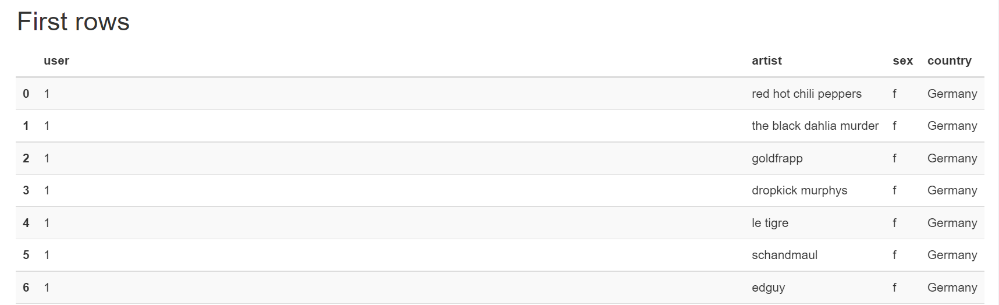 First rows
user artist sex country
0 1 red hot chili peppers f Germany
1 1 the black dahlia murder f Germany
2 1 goldfrapp f Germany
3 1 dropkick murphys f Germany
4 1 le tigre f Germany
5 1 schandmaul f Germany
6 1 edguy f Germany